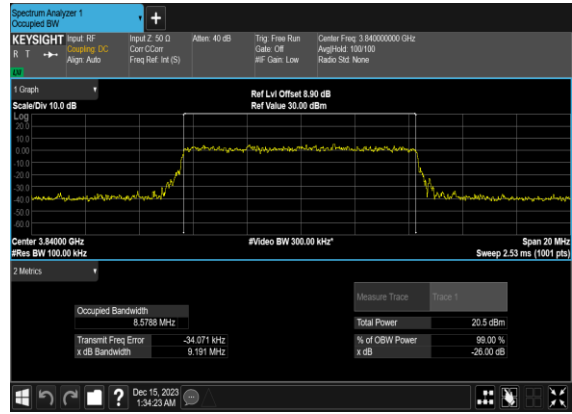 Spectrum Analyzer 1
Occupied BW
+
KEYSIGHT Input: RF Input Z: 50 Ω Atten: 40 dB Trig: Free Run Center Freq: 3.840000000 GHz
R T Coupling: DC Corr CCorr Gate: Off Avg|Hold: 100/100
Align: Auto Freq Ref: Int (S) #IF Gain: Low Radio Std: None
1 Graph
Ref Lvl Offset 8.90 dB
Scale/Div 10.0 dB Ref Value 30.00 dBm
Log
20.0
10.0
0.00
-10.0
-20.0
-30.0
-40.0
-50.0
-60.0
Center 3.84000 GHz #Video BW 300.00 kHz* Span 20 MHz
#Res BW 100.00 kHz Sweep 2.53 ms (1001 pts)
2 Metrics
Measure Trace Trace 1
Occupied Bandwidth
8.5788 MHz Total Power 20.5 dBm
Transmit Freq Error -34.071 kHz % of OBW Power 99.00 %
x dB Bandwidth 9.191 MHz x dB -26.00 dB
? Dec 15, 2023
1:34:23 AM